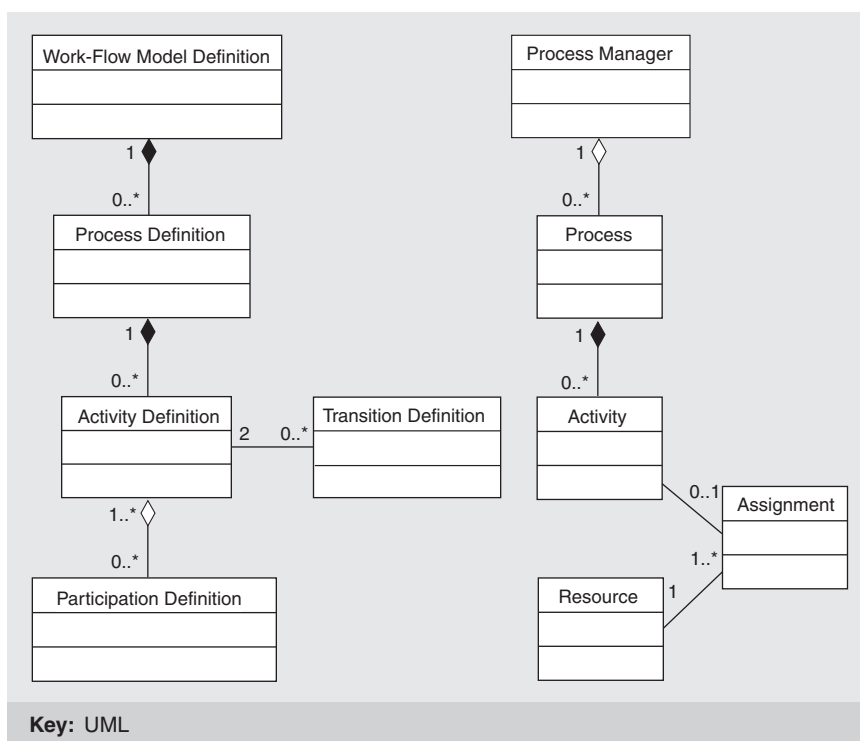 Work-Flow Model Definition
1
0..*
Process Definition
1
0..*
Activity Definition
2
0..*
Transition Definition
1..*
0..*
Participation Definition
Process Manager
1
0..*
Process
1
0..*
Activity
0..1
Assignment
1..*
1
Resource
Key: UML